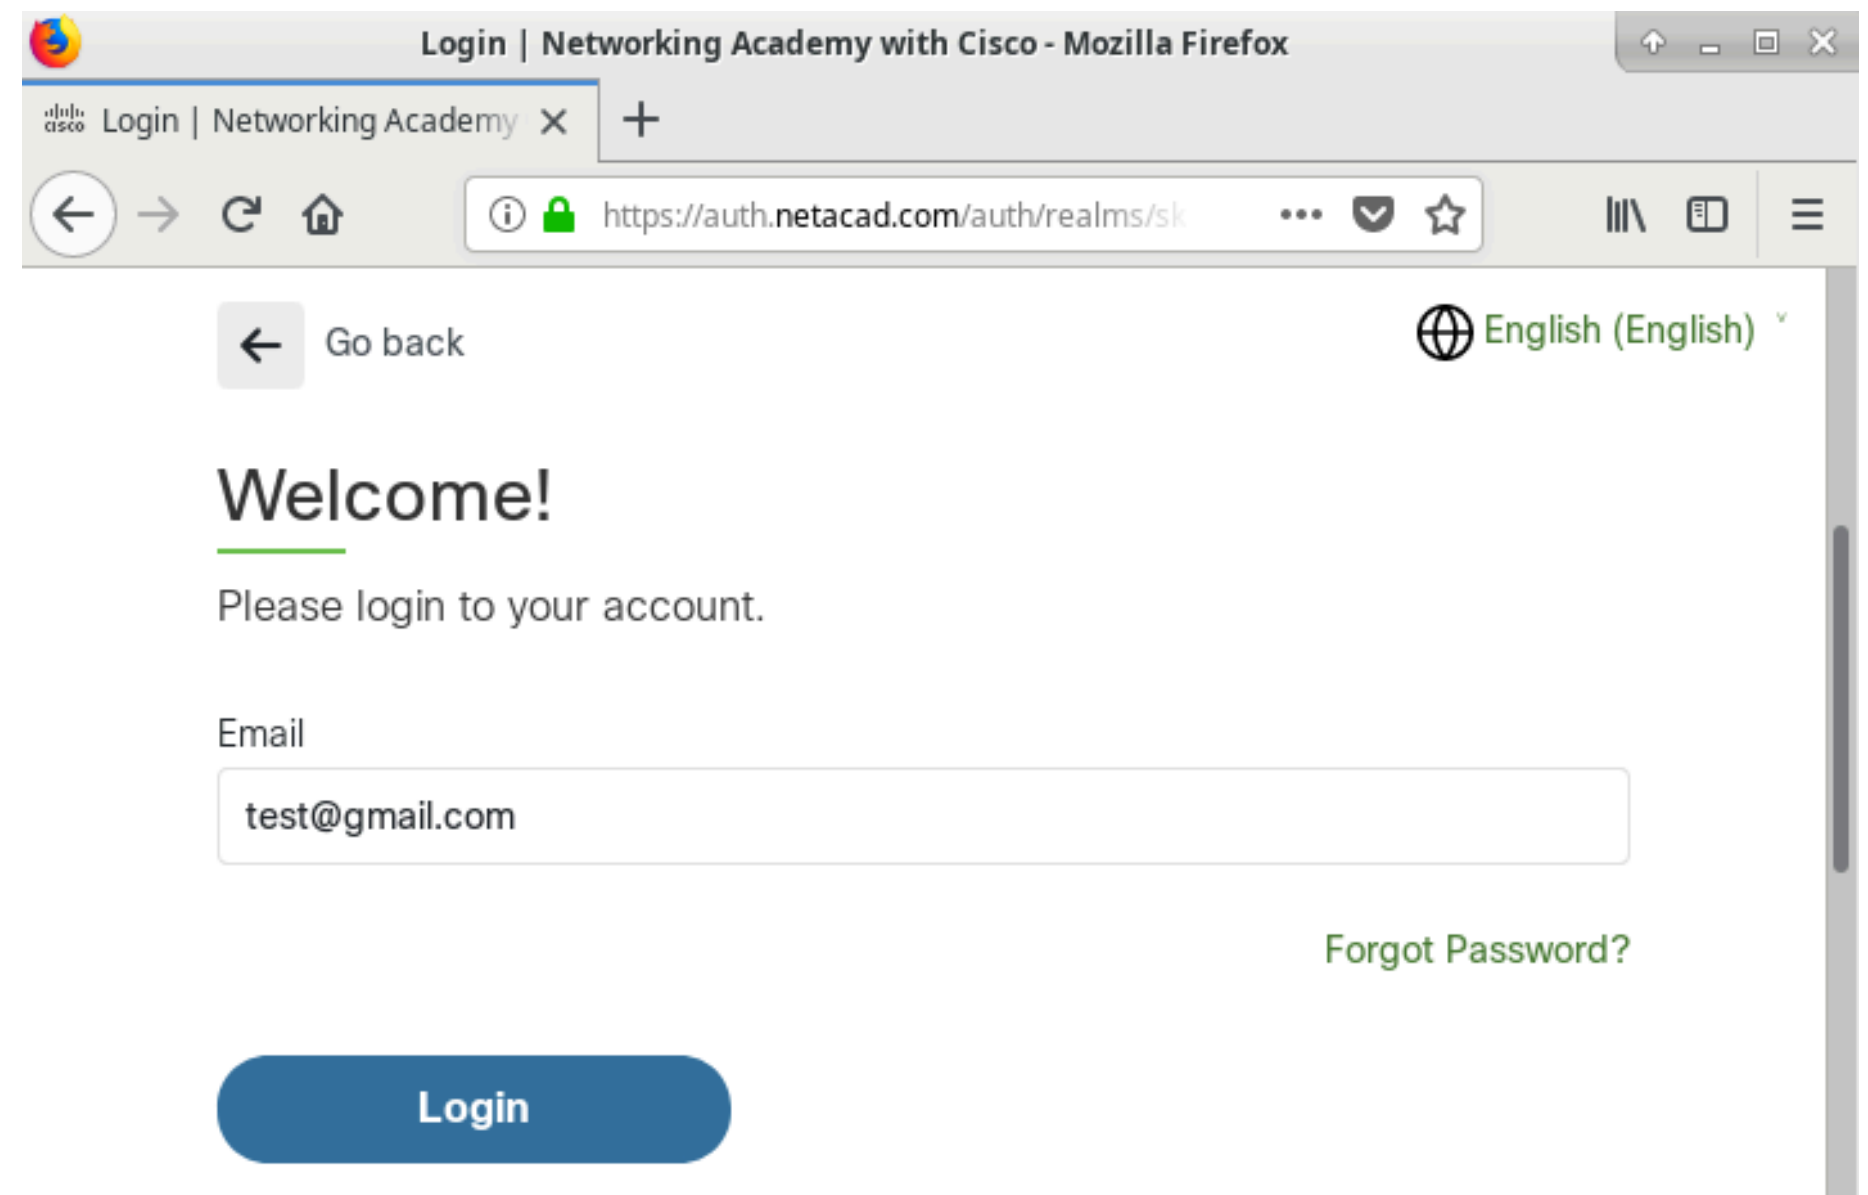 Login | Networking Academy with Cisco - Mozilla Firefox
cisco Login | Networking Academy
https://auth.netacad.com/auth/realms/sk
Go back
English (English)
Welcome!
Please login to your account.
Email
test@gmail.com
Forgot Password?
Login